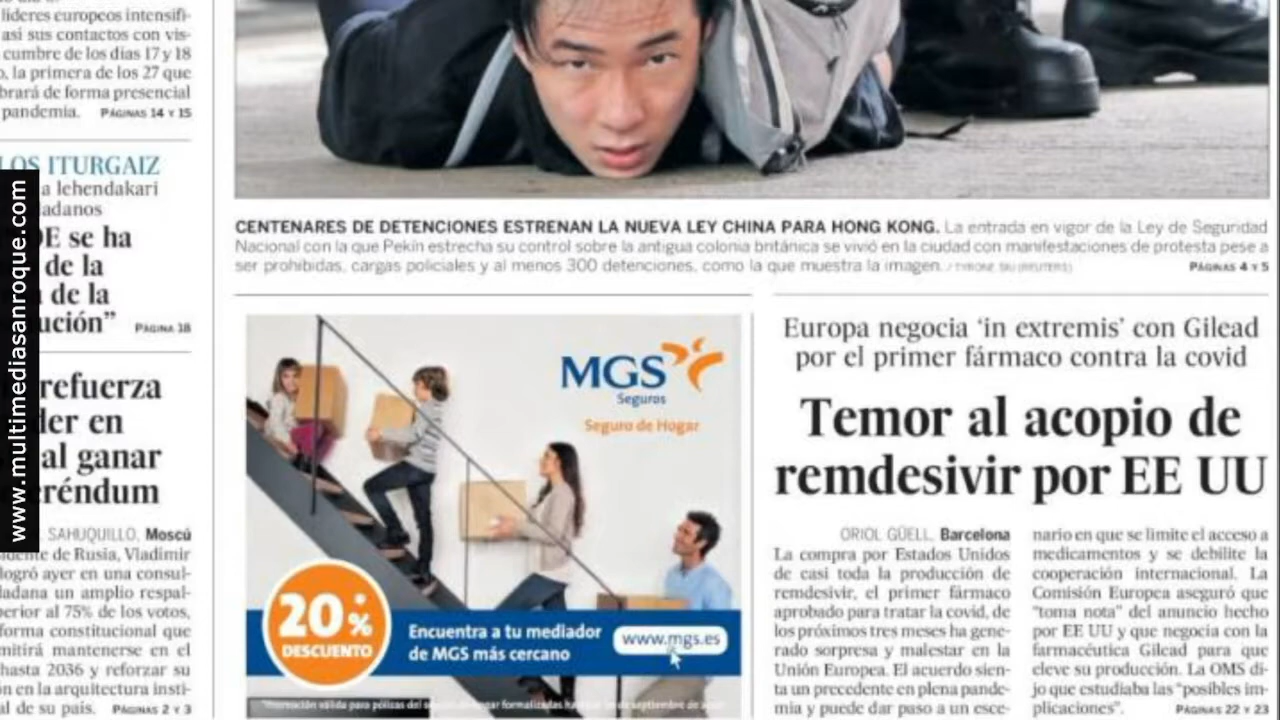 líderes europeos intensifi-
así sus contactos con vis-
cumbre de los días 17 y 18
la primera de los 27 que
brará de forma presencial
pandemia. PÁGINAS 14 Y 15
LOS ITURGAIZ
a lehendakari
adanos
E se ha
de la
de la
ución” PÁGINA 18
refuerza
der en
al ganar
eréndum
SAHUQUILLO, Moscú
idente de Rusia, Vladimir
logró ayer en una consul-
dadana un amplio respal-
perior al 75% de los votos,
forma constitucional que
mitirá mantenerse en el
hasta 2036 y reforzar su
ón en la arquitectura insti-
al de su país. PÁGINAS 2 Y 3
www.multimediasanroque.com
CENTENARES DE DETENCIONES ESTRENAN LA NUEVA LEY CHINA PARA HONG KONG. La entrada en vigor de la Ley de Seguridad
Nacional con la que Pekín estrecha su control sobre la antigua colonia británica se vivió en la ciudad con manifestaciones de protesta pese a
ser prohibidas, cargas policiales y al menos 300 detenciones, como la que muestra la imagen. / TYRONE SIU (REUTERS) PÁGINAS 4 Y 5
MGS
Seguros
Seguro de Hogar
20%*
DESCUENTO
Encuentra a tu mediador
de MGS más cercano
www.mgs.es
Europa negocia ‘in extremis’ con Gilead
por el primer fármaco contra la covid
Temor al acopio de
remdesivir por EE UU
ORIOL GÜELL, Barcelona
La compra por Estados Unidos
de casi toda la producción de
remdesivir, el primer fármaco
aprobado para tratar la covid, de
los próximos tres meses ha gene-
rado sorpresa y malestar en la
Unión Europea. El acuerdo sien-
ta un precedente en plena pande-
mia y puede dar paso a un esce-
nario en que se limite el acceso a
medicamentos y se debilite la
cooperación internacional. La
Comisión Europea aseguró que
“toma nota” del anuncio hecho
por EE UU y que negocia con la
farmacéutica Gilead para que
eleve su producción. La OMS di-
jo que estudiaba las “posibles im-
plicaciones”. PÁGINAS 22 Y 23